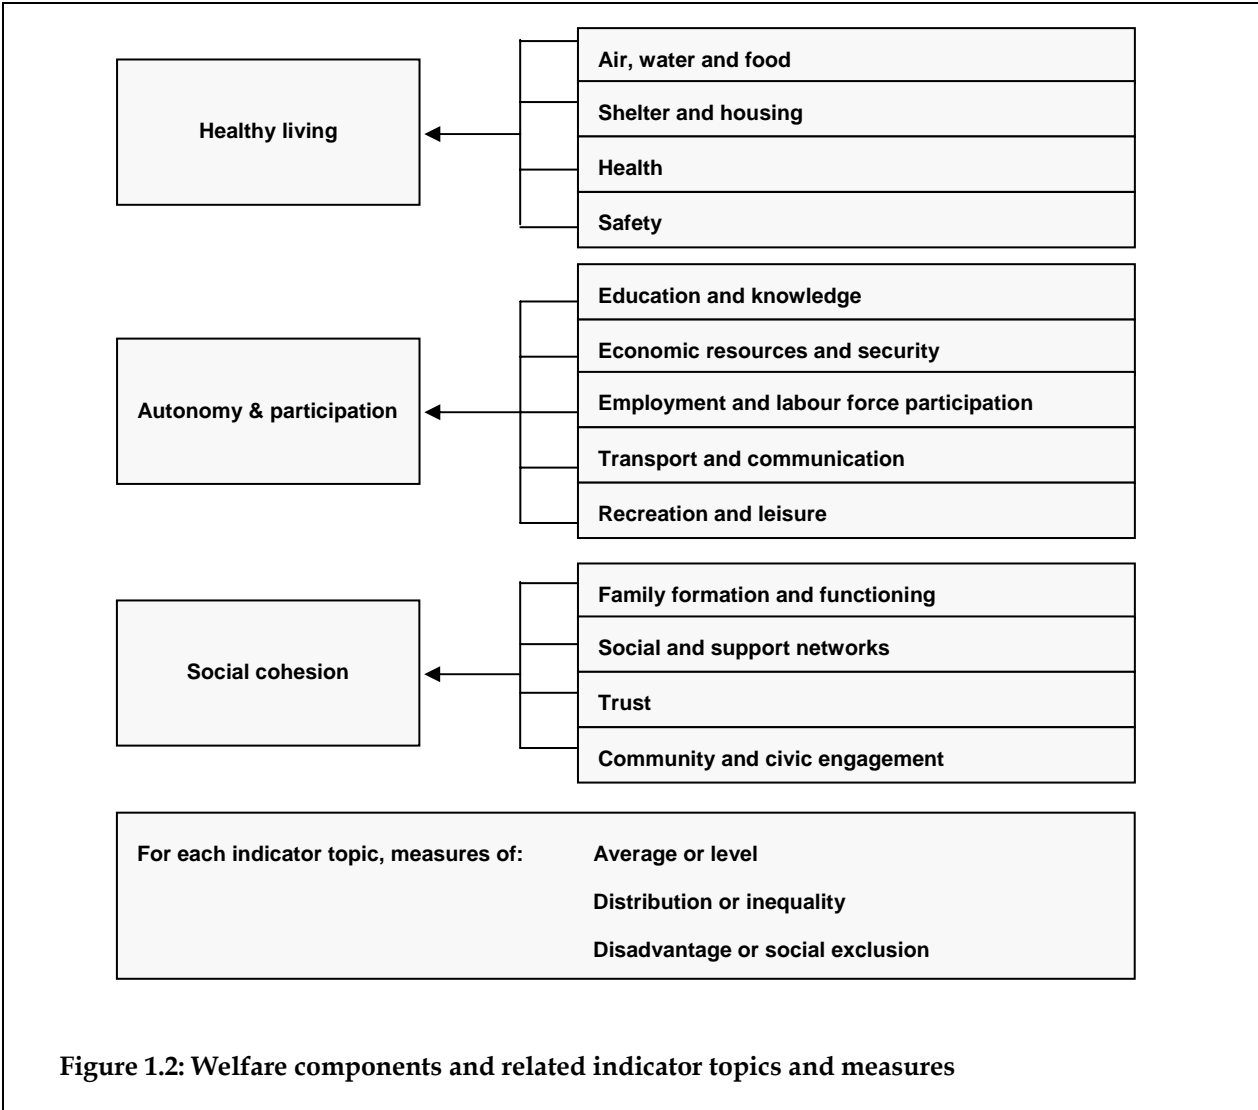 Healthy living
Air, water and food
Shelter and housing
Health
Safety
Autonomy & participation
Education and knowledge
Economic resources and security
Employment and labour force participation
Transport and communication
Recreation and leisure
Social cohesion
Family formation and functioning
Social and support networks
Trust
Community and civic engagement
For each indicator topic, measures of: Average or level
Distribution or inequality
Disadvantage or social exclusion
Figure 1.2: Welfare components and related indicator topics and measures